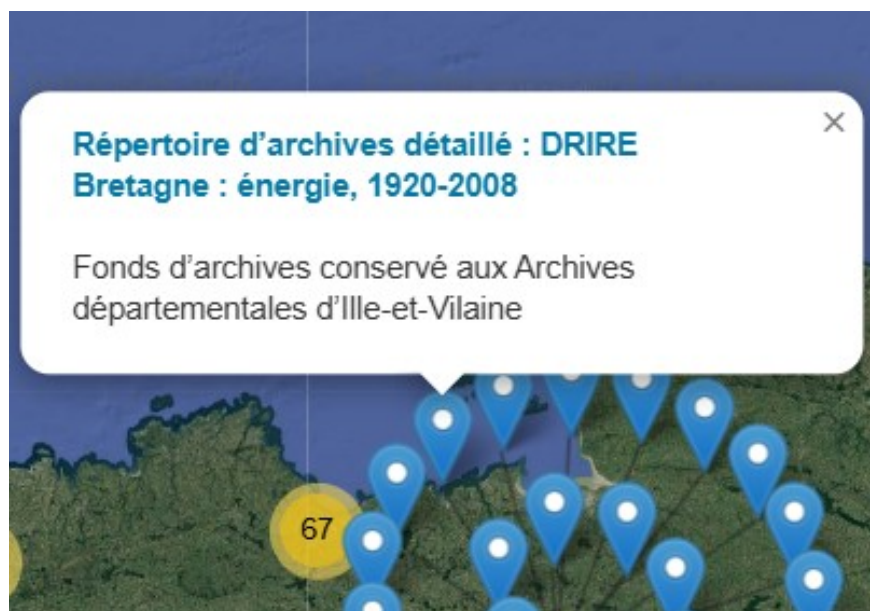 Répertoire d’archives détaillé : DRIRE
Bretagne : énergie, 1920-2008
Fonds d’archives conservé aux Archives
départementales d’Ille-et-Vilaine
67